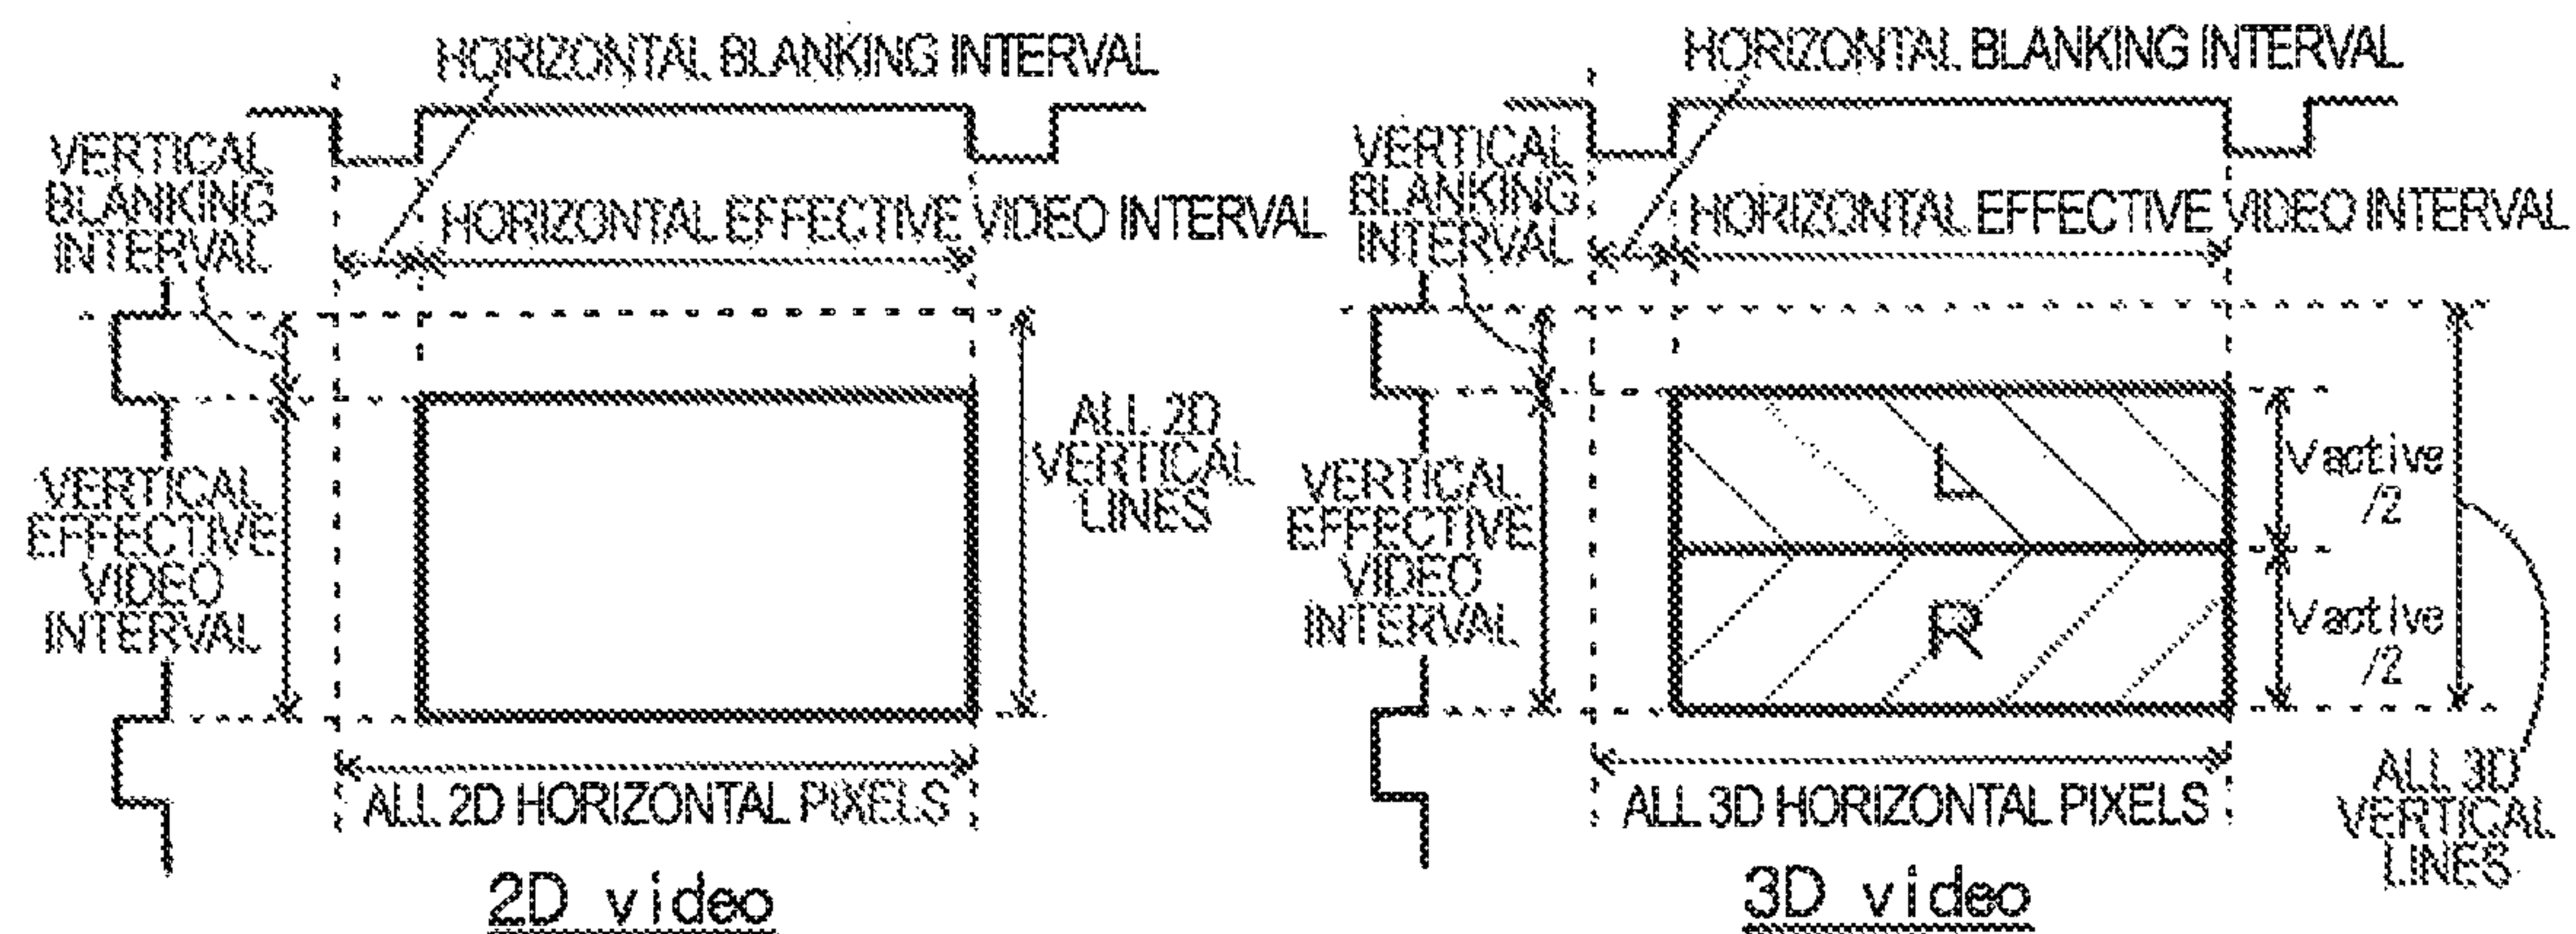 HORIZONTAL BLANKING INTERVAL
VERTICAL
BLANKING
INTERVAL
HORIZONTAL EFFECTIVE VIDEO INTERVAL
ALL 2D
VERTICAL
LINES
VERTICAL
EFFECTIVE
VIDEO
INTERVAL
ALL 2D HORIZONTAL PIXELS
2D video
HORIZONTAL BLANKING INTERVAL
VERTICAL
BLANKING
INTERVAL
HORIZONTAL EFFECTIVE VIDEO INTERVAL
L
Vactive
/2
VERTICAL
EFFECTIVE
VIDEO
INTERVAL
R
Vactive
/2
ALL 3D HORIZONTAL PIXELS
ALL 3D
VERTICAL
LINES
3D video